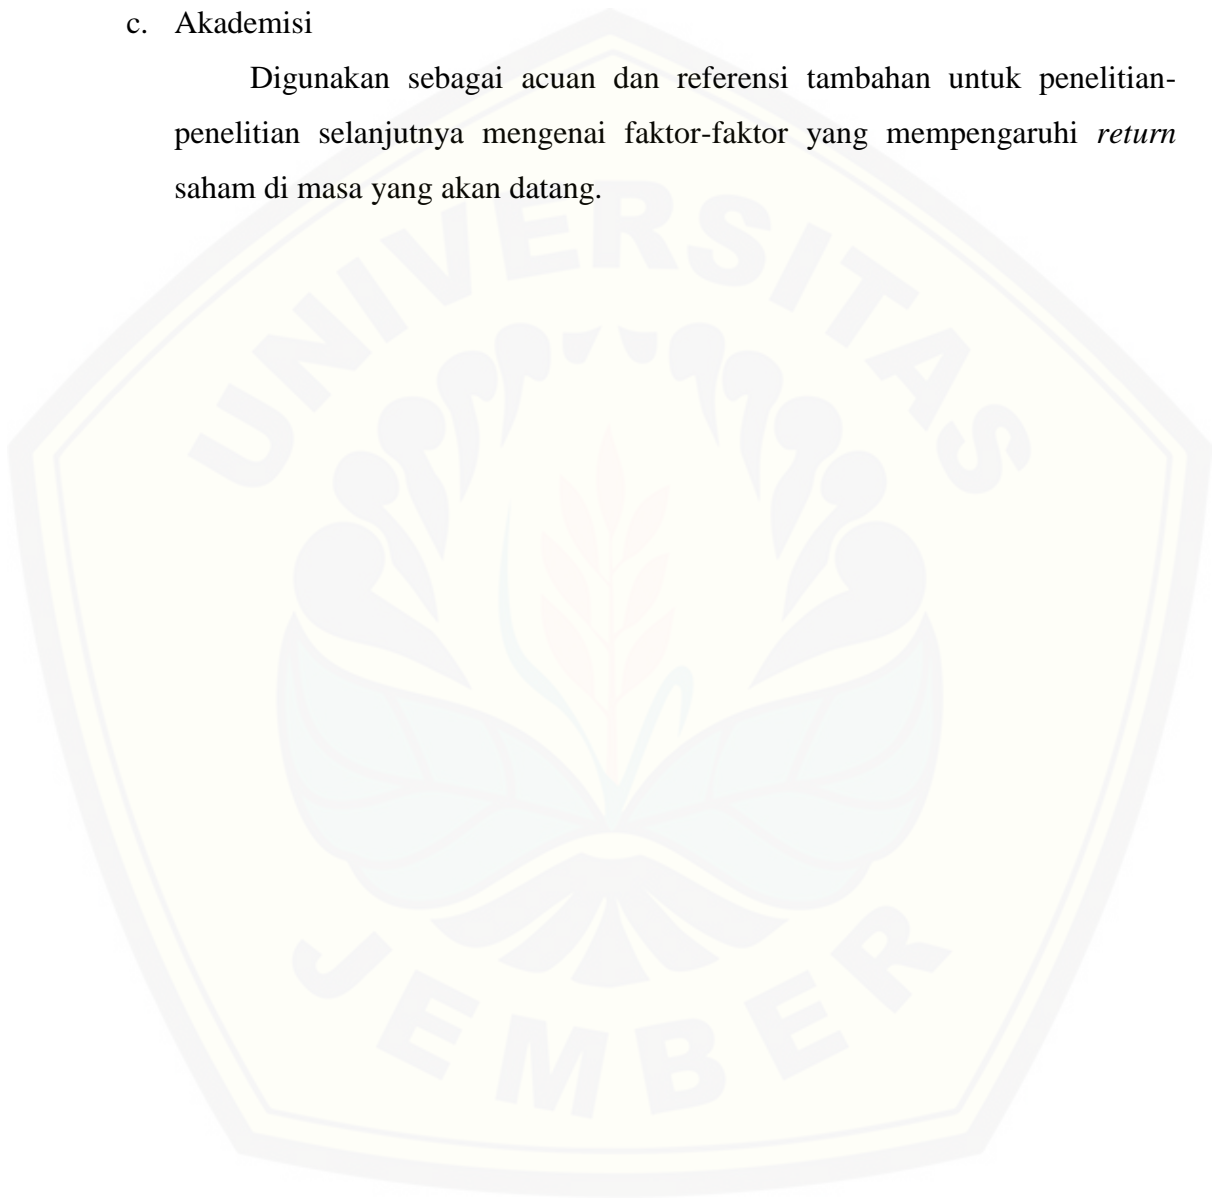 c. Akademisi
Digunakan sebagai acuan dan referensi tambahan untuk penelitian-
penelitian selanjutnya mengenai faktor-faktor yang mempengaruhi return
saham di masa yang akan datang.
UNIVERSITAS
JEMBER